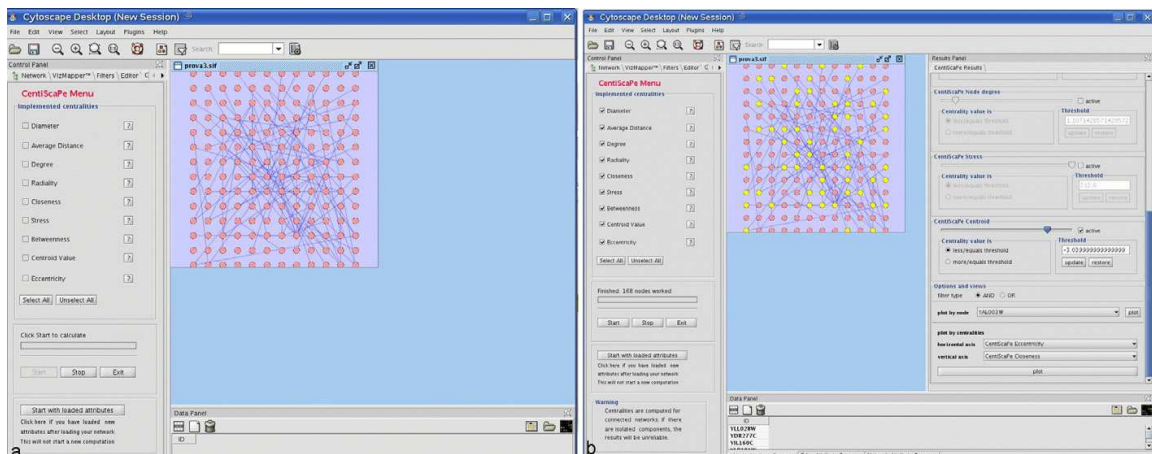 Cytoscape Desktop (New Session)
File Edit View Select Layout Plugins Help
Search:
Control Panel
Network VizMapper™ Filters Editor
CentiScaPe Menu
Implemented centralities
Diameter ?
Average Distance ?
Degree ?
Radiality ?
Closeness ?
Stress ?
Betweenness ?
Centroid Value ?
Eccentricity ?
Select All Unselect All
Click Start to calculate
Start Stop Exit
Start with loaded attributes
Click here if you have loaded new
attributes after loading your network
This will not start a new computation
a
prova3.sif
Data Panel
ID
Cytoscape Desktop (New Session)
File Edit View Select Layout Plugins Help
Search:
Control Panel
Network VizMapper™ Filters Editor
CentiScaPe Menu
Implemented centralities
Diameter ?
Average Distance ?
Degree ?
Radiality ?
Closeness ?
Stress ?
Betweenness ?
Centroid Value ?
Eccentricity ?
Select All Unselect All
Finished: 168 nodes worked
Start Stop Exit
Start with loaded attributes
Click here if you have loaded new
attributes after loading your network
This will not start a new computation
Warning
Centralities are computed for
connected networks. If there
are isolated components, the
results will be unreliable.
b
prova3.sif
Results Panel
CentiScaPe Results
CentiScaPe Node degree
active
Centrality value is
less/equals threshold
more/equals threshold
Threshold
update restore
CentiScaPe Stress
active
Centrality value is
less/equals threshold
more/equals threshold
Threshold
update restore
CentiScaPe Centroid
active
Centrality value is
less/equals threshold
more/equals threshold
Threshold
update restore
Options and views
filter type AND OR
plot by node YAL003W plot
plot by centralities
horizontal axis CentiScaPe Eccentricity
vertical axis CentiScaPe Closeness
plot
Data Panel
ID
YLL028W
YDR277C
YIL160C